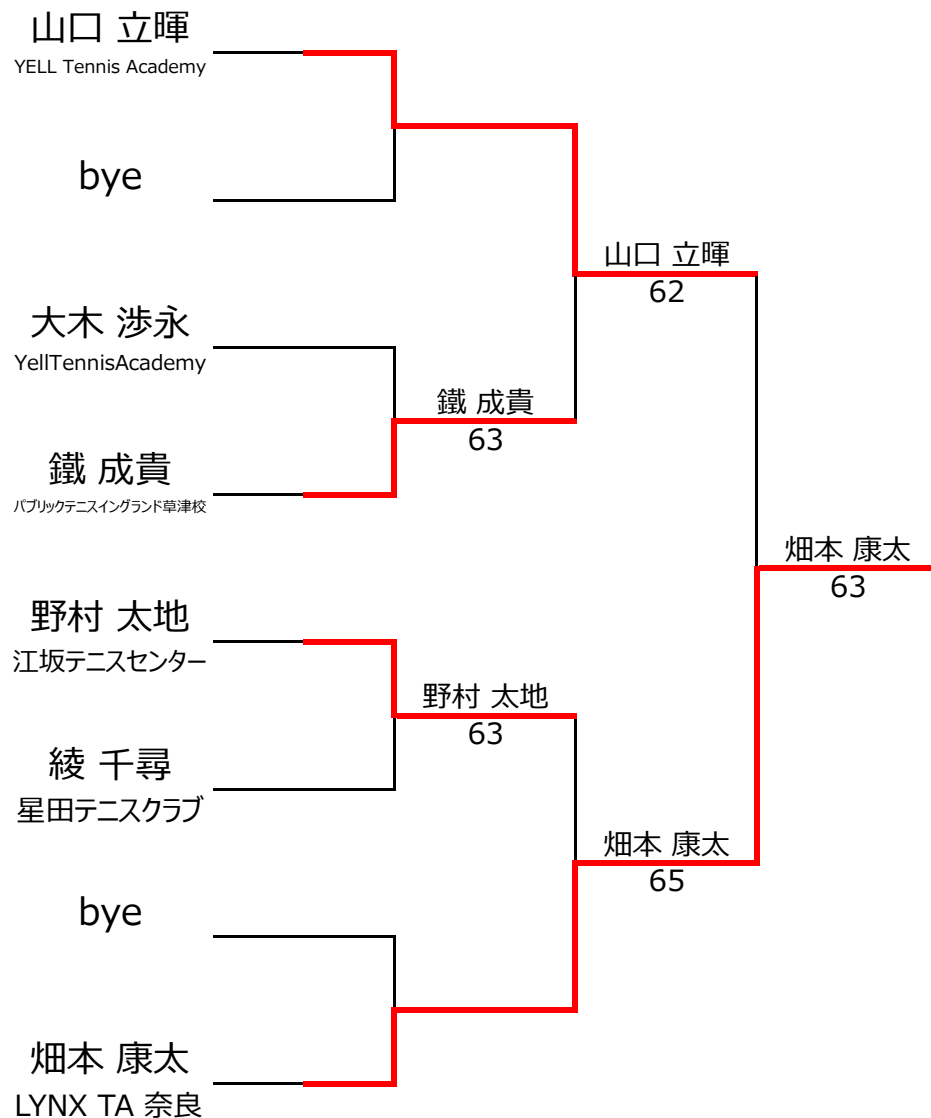 山口 立暉
YELL Tennis Academy
bye
大木 渉永
YellTennisAcademy
鐵 成貴
パブリックテニスイングランド草津校
野村 太地
江坂テニスセンター
綾 千尋
星田テニスクラブ
bye
畑本 康太
LYNX TA 奈良
鐵 成貴
63
野村 太地
63
山口 立暉
62
畑本 康太
65
畑本 康太
63